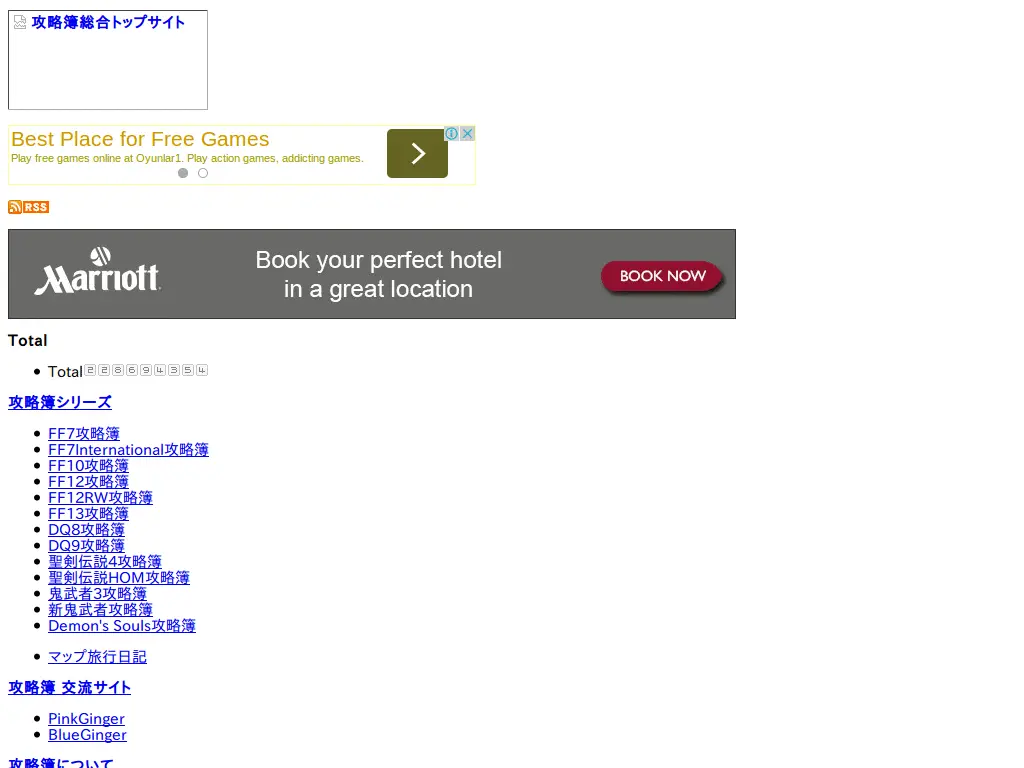 攻略簿総合トップサイト
Best Place for Free Games
Play free games online at Oyunlar1. Play action games, addicting games.
RSS
Marriott
Book your perfect hotel
in a great location
BOOK NOW
Total
Total228694354
攻略簿シリーズ
FF7攻略簿
FF7International攻略簿
FF10攻略簿
FF12攻略簿
FF12RW攻略簿
FF13攻略簿
DQ8攻略簿
DQ9攻略簿
聖剣伝説4攻略簿
聖剣伝説HOM攻略簿
鬼武者3攻略簿
新鬼武者攻略簿
Demon's Souls攻略簿
マップ旅行日記
攻略簿 交流サイト
PinkGinger
BlueGinger
攻略簿について